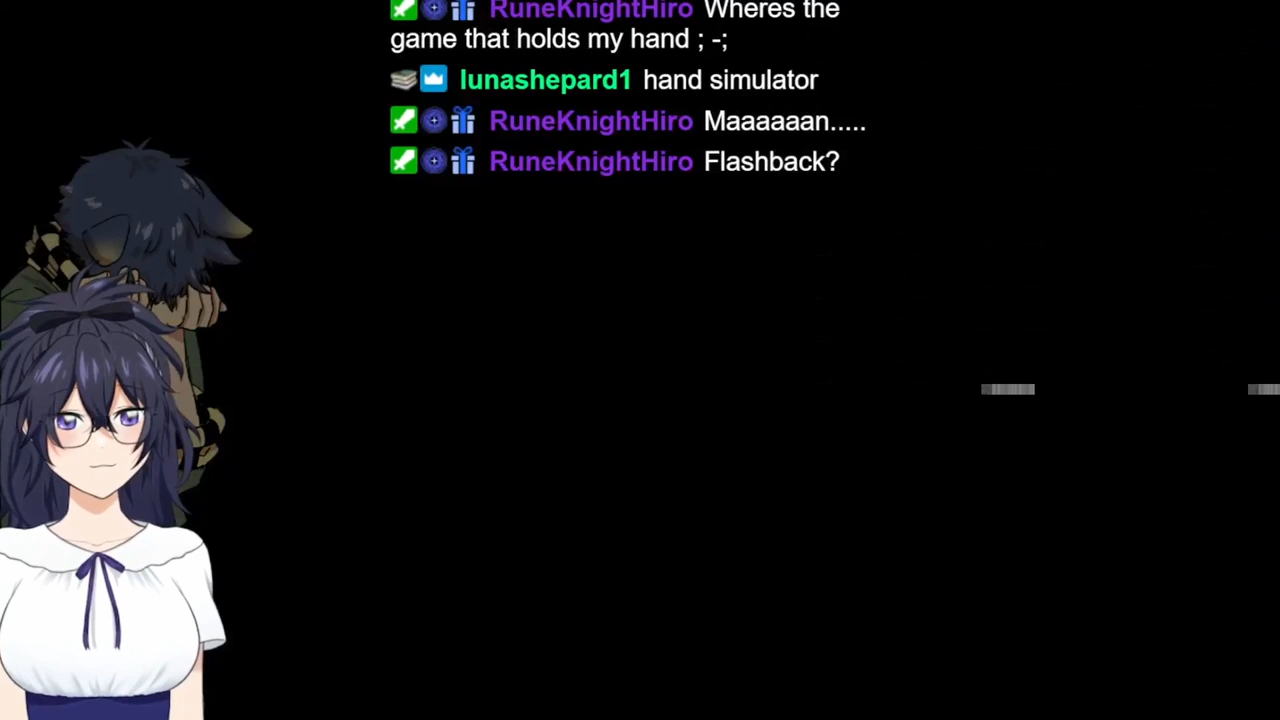 RuneKnightHiro Wheres the
game that holds my hand ; -;
lunashepard1 hand simulator
RuneKnightHiro Maaaaaan.....
RuneKnightHiro Flashback?